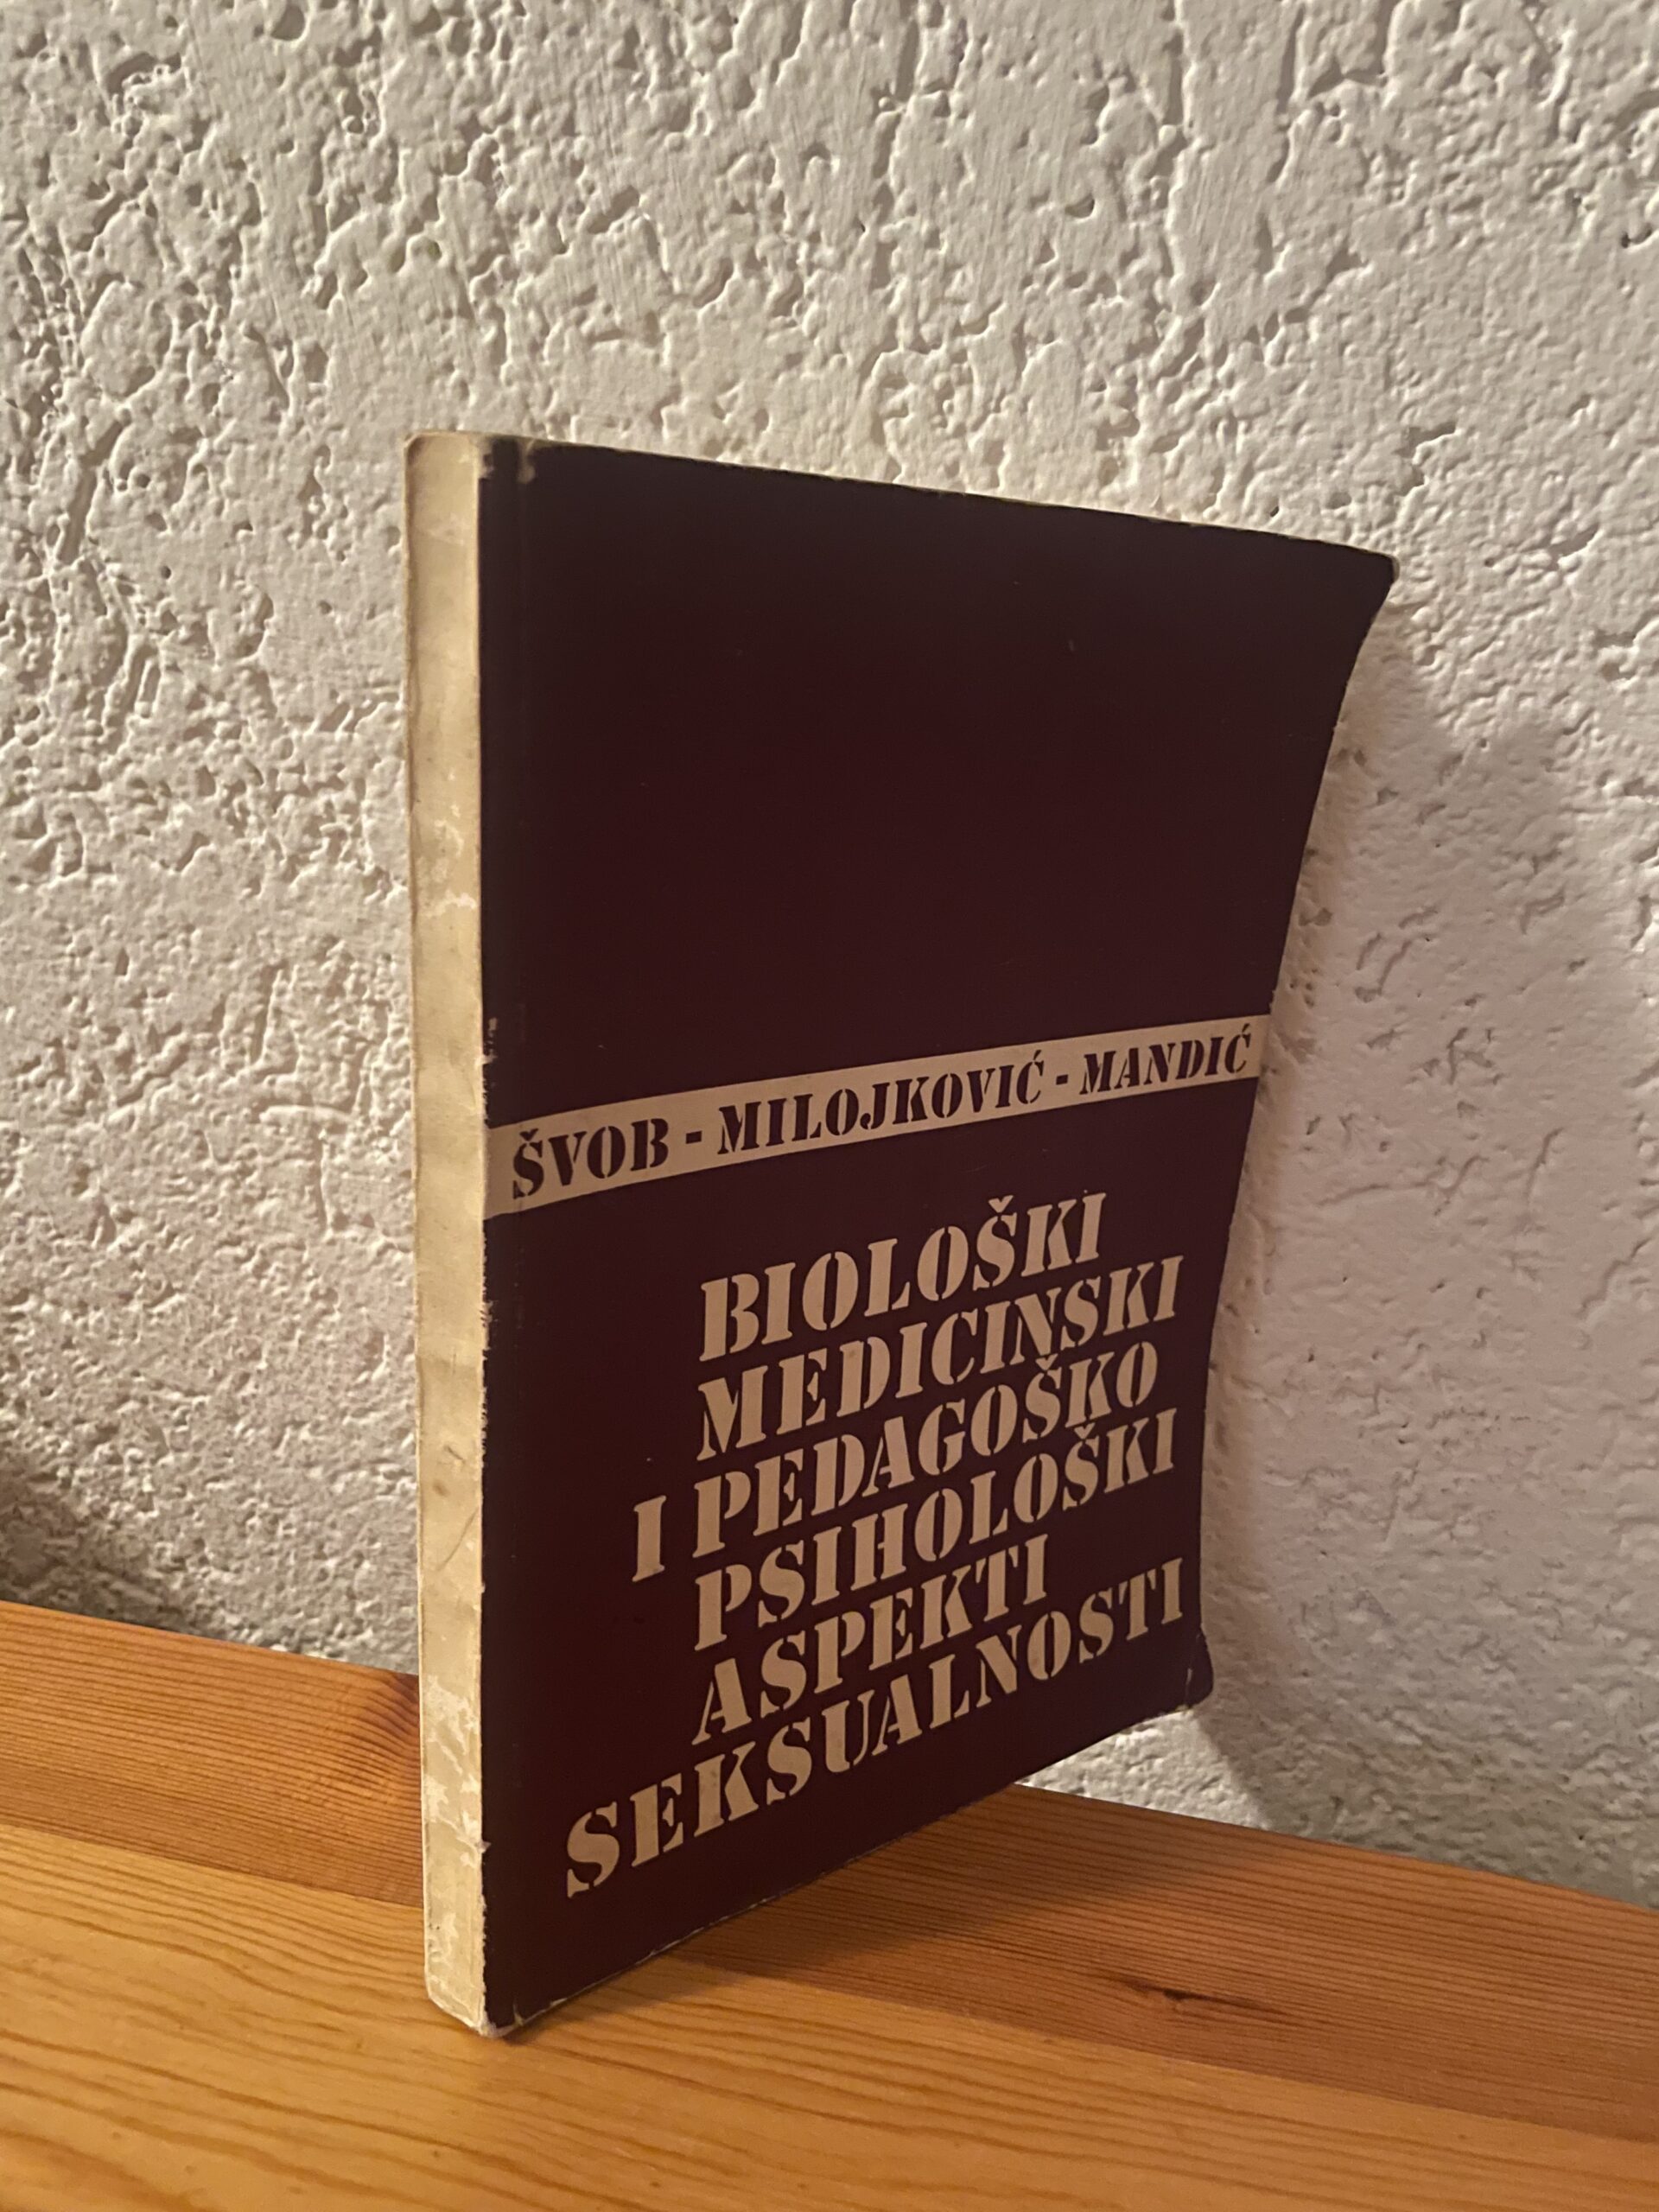 ŠVOB - MILOJKOVIĆ - MANDIĆ
BIOLOŠKI
MEDICINSKI
I PEDAGOŠKO
PSIHOLOŠKI
ASPEKTI
SEKSUALNOSTI